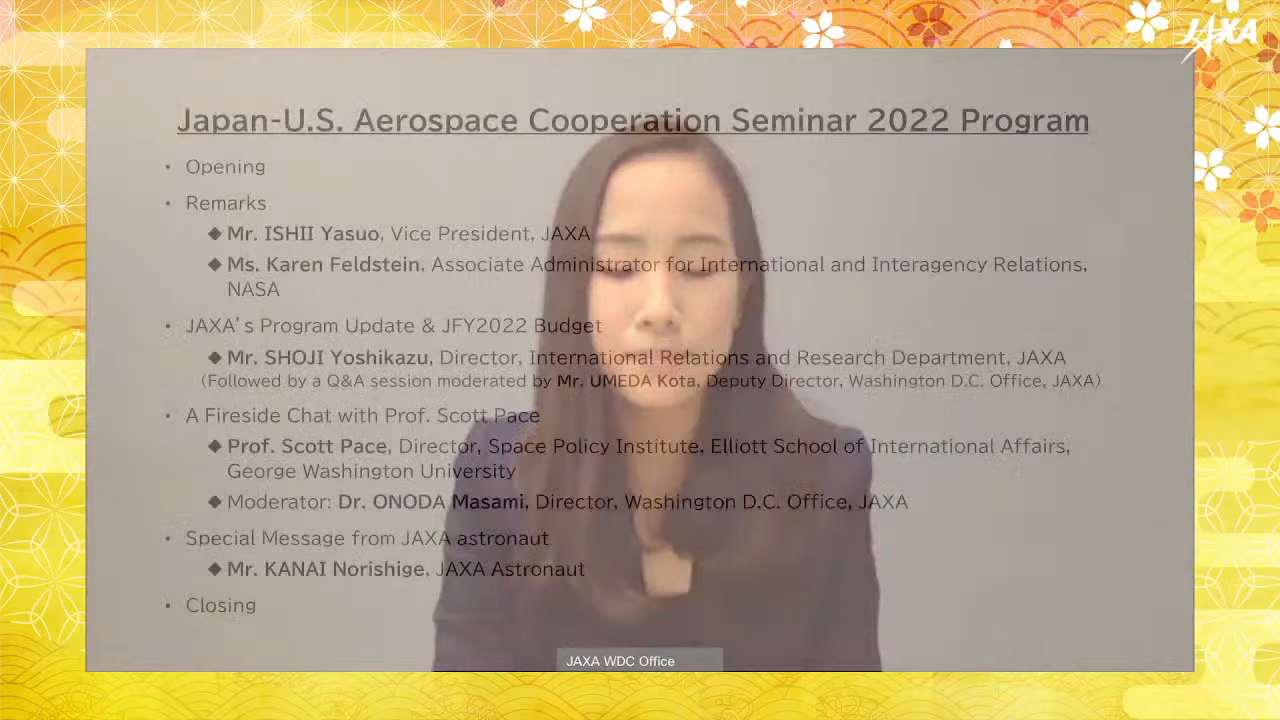 JAXA
Japan-U.S. Aerospace Cooperation Seminar 2022 Program
• Opening
• Remarks
◆ Mr. ISHII Yasuo, Vice President, JAXA
◆ Ms. Karen Feldstein, Associate Administrator for International and Interagency Relations,
NASA
• JAXA's Program Update & JFY2022 Budget
◆ Mr. SHOJI Yoshikazu, Director, International Relations and Research Department, JAXA
(Followed by a Q&A session moderated by Mr. UMEDA Kota, Deputy Director, Washington D.C. Office, JAXA)
• A Fireside Chat with Prof. Scott Pace
◆ Prof. Scott Pace, Director, Space Policy Institute, Elliott School of International Affairs,
George Washington University
◆ Moderator: Dr. ONODA Masami, Director, Washington D.C. Office, JAXA
• Special Message from JAXA astronaut
◆ Mr. KANAI Norishige, JAXA Astronaut
• Closing
JAXA WDC Office